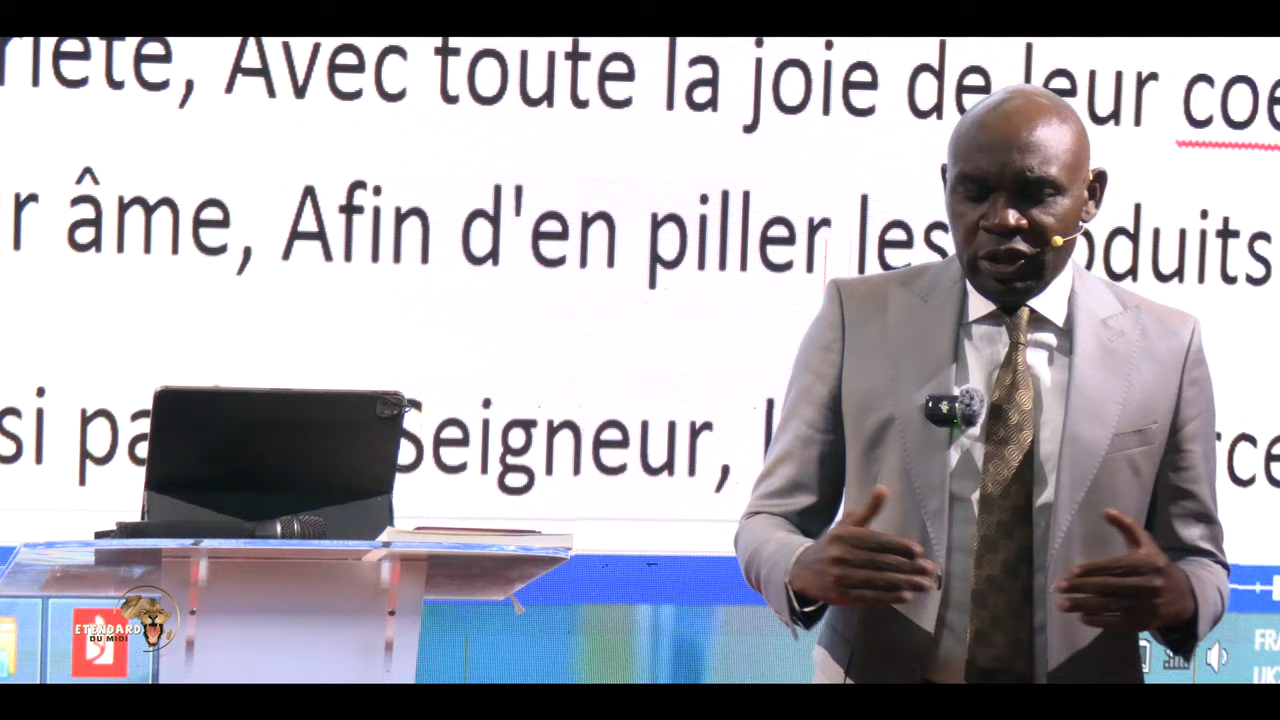 riété, Avec toute la joie de leur coe
r âme, Afin d'en piller les oduits
si pa Seigneur,
ETENDARD
DU MIDI
FRA
UK